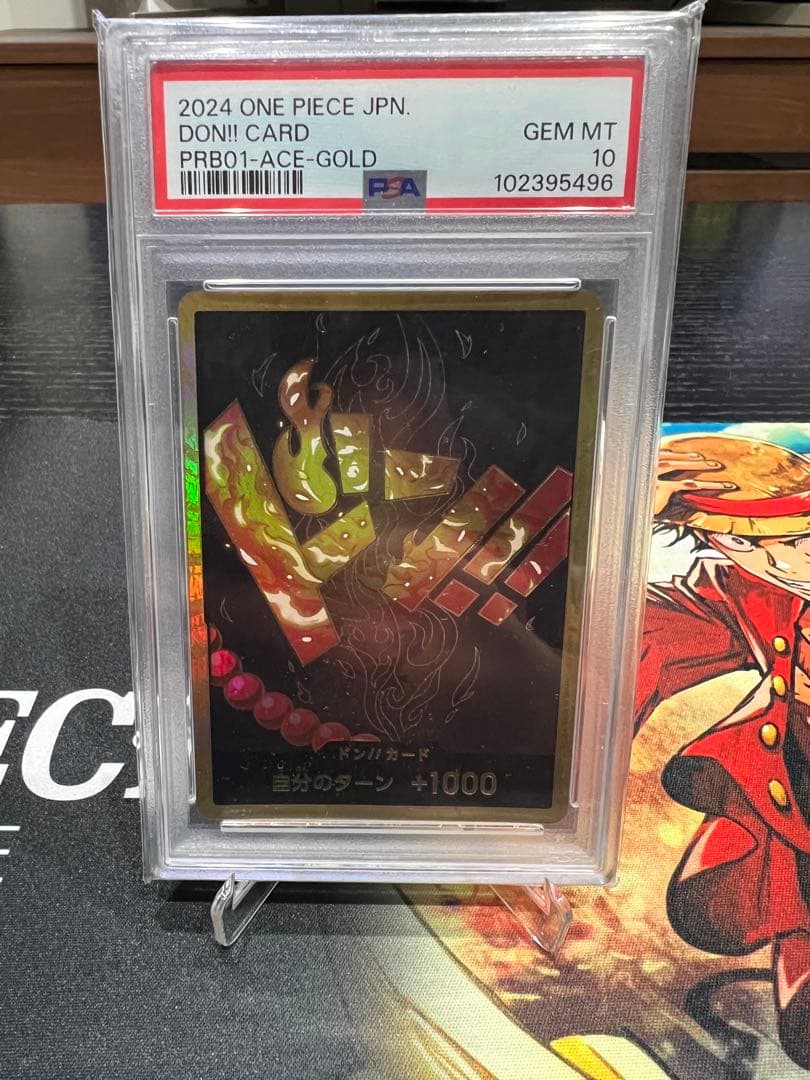 2024 ONE PIECE JPN.
DON!! CARD GEM MT
PRB01-ACE-GOLD 10
PSA 102395496
ドン!!
ドン!!カード
自分のターン +1000
EC